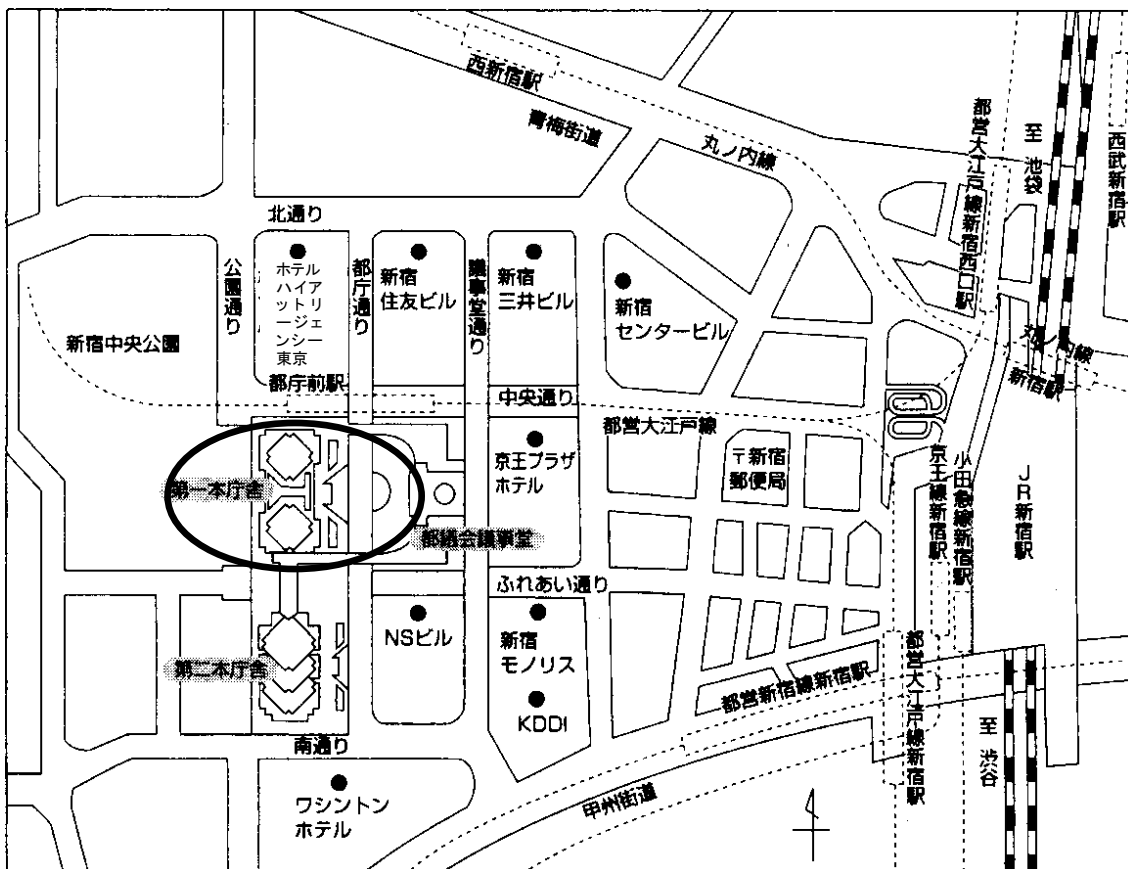 西新宿駅
青梅街道
丸ノ内線
都営大江戸線新宿西口駅
至 池袋
西武新宿駅
北通り
公園通り
ホテル
ハイア
ットリ
ージェ
ンシー
東京
都庁通り
新宿
住友ビル
議事堂通り
新宿
三井ビル
新宿
センタービル
新宿中央公園
丸ノ内線
新宿駅
都庁前駅
中央通り
都営大江戸線
京王プラザ
ホテル
〒新宿
郵便局
京王線新宿駅
小田急線新宿駅
JR新宿駅
第一本庁舎
都議会議事堂
ふれあい通り
NSビル
新宿
モノリス
KDDI
第二本庁舎
都営新宿線新宿駅
都営大江戸線新宿駅
至 渋谷
南通り
ワシントン
ホテル
甲州街道